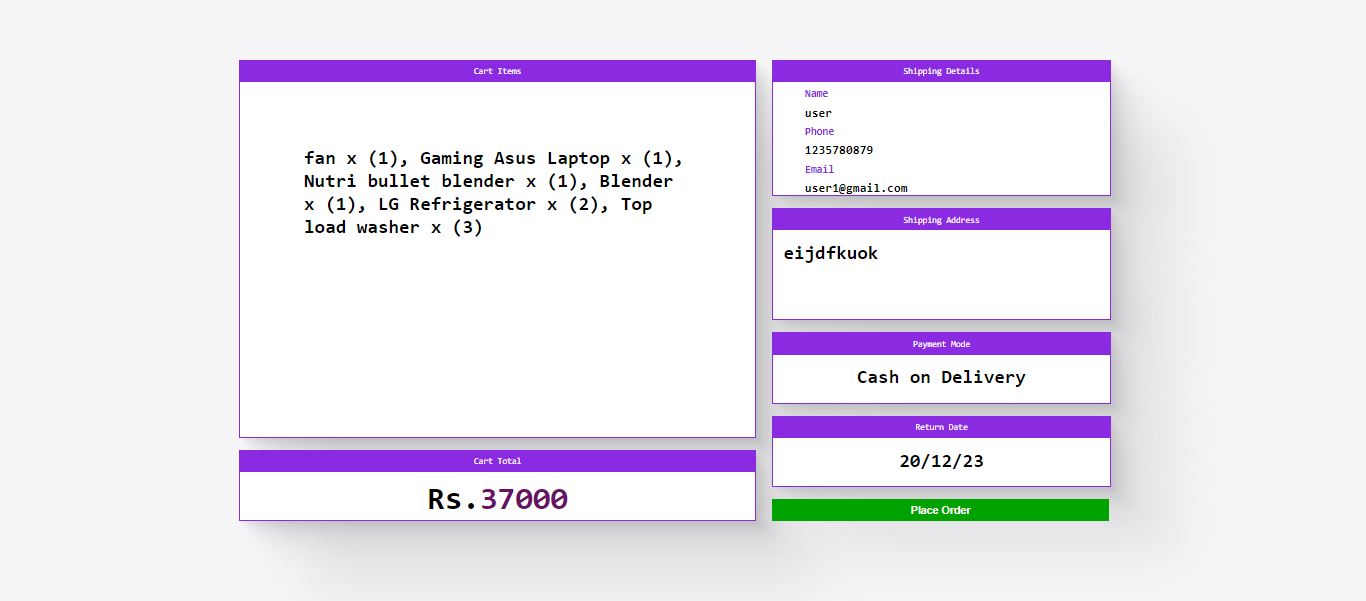 Cart Items
fan x (1), Gaming Asus Laptop x (1),
Nutri bullet blender x (1), Blender
x (1), LG Refrigerator x (2), Top
load washer x (3)
Cart Total
Rs.37000
Shipping Details
Name
user
Phone
1235780879
Email
user1@gmail.com
Shipping Address
eijdfkuok
Payment Mode
Cash on Delivery
Return Date
20/12/23
Place Order